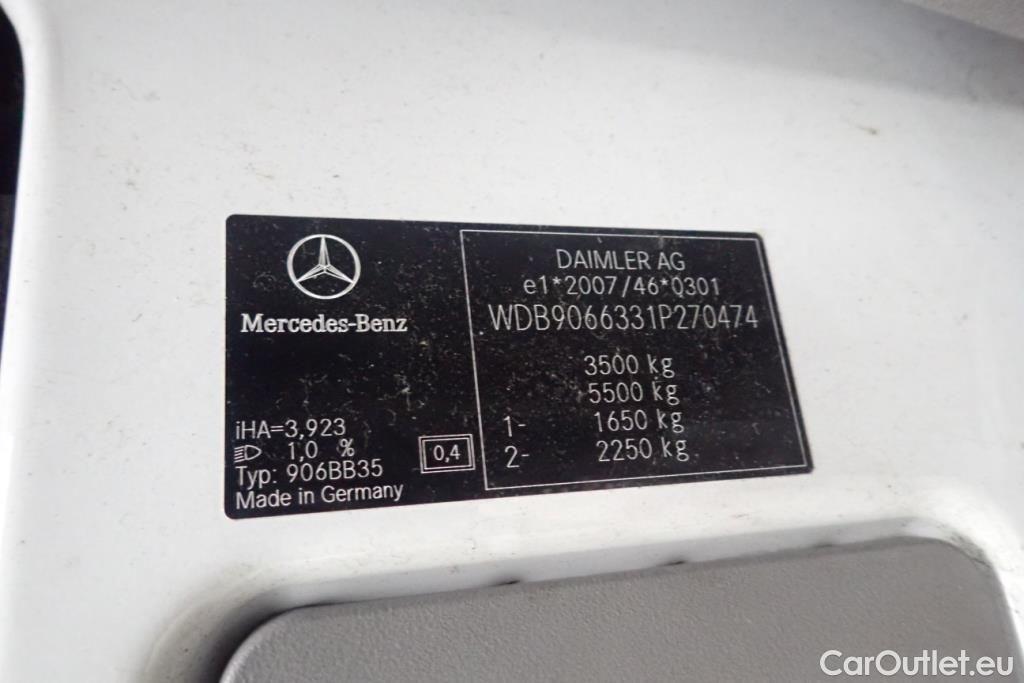 Mercedes-Benz
iHA=3,923
1,0 %
Typ: 906BB35
Made in Germany
0,4
DAIMLER AG
e1*2007/46*0301
WDB9066331P270474
3500 kg
5500 kg
1- 1650 kg
2- 2250 kg
CarOutlet.eu